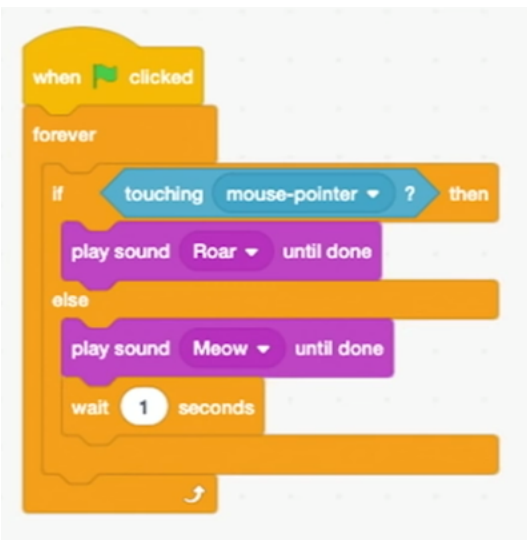 when clicked
forever
if touching mouse-pointer ? then
play sound Roar until done
else
play sound Meow until done
wait 1 seconds